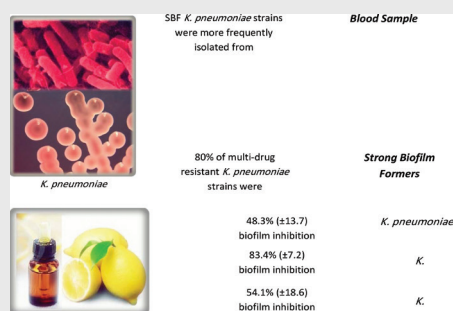 SBF K. pneumoniae strains
were more frequently
isolated from
Blood Sample
K. pneumoniae
80% of multi-drug
resistant K. pneumoniae
strains were
Strong Biofilm
Formers
48.3% (±13.7)
biofilm inhibition
K. pneumoniae
83.4% (±7.2)
biofilm inhibition
K.
54.1% (±18.6)
biofilm inhibition
K.